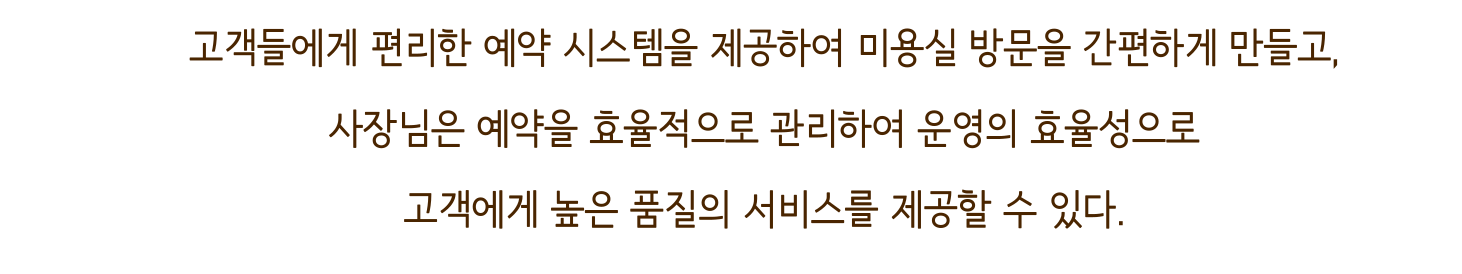 고객들에게 편리한 예약 시스템을 제공하여 미용실 방문을 간편하게 만들고,
사장님은 예약을 효율적으로 관리하여 운영의 효율성으로
고객에게 높은 품질의 서비스를 제공할 수 있다.